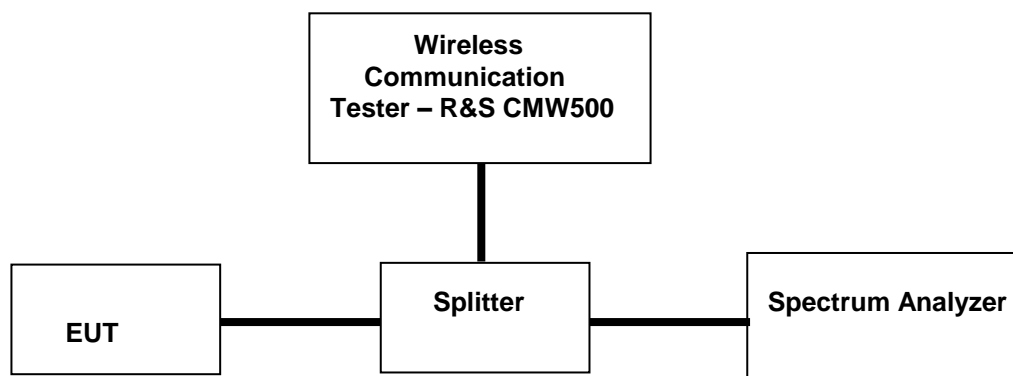 Wireless
Communication
Tester – R&S CMW500
Splitter
Spectrum Analyzer
EUT